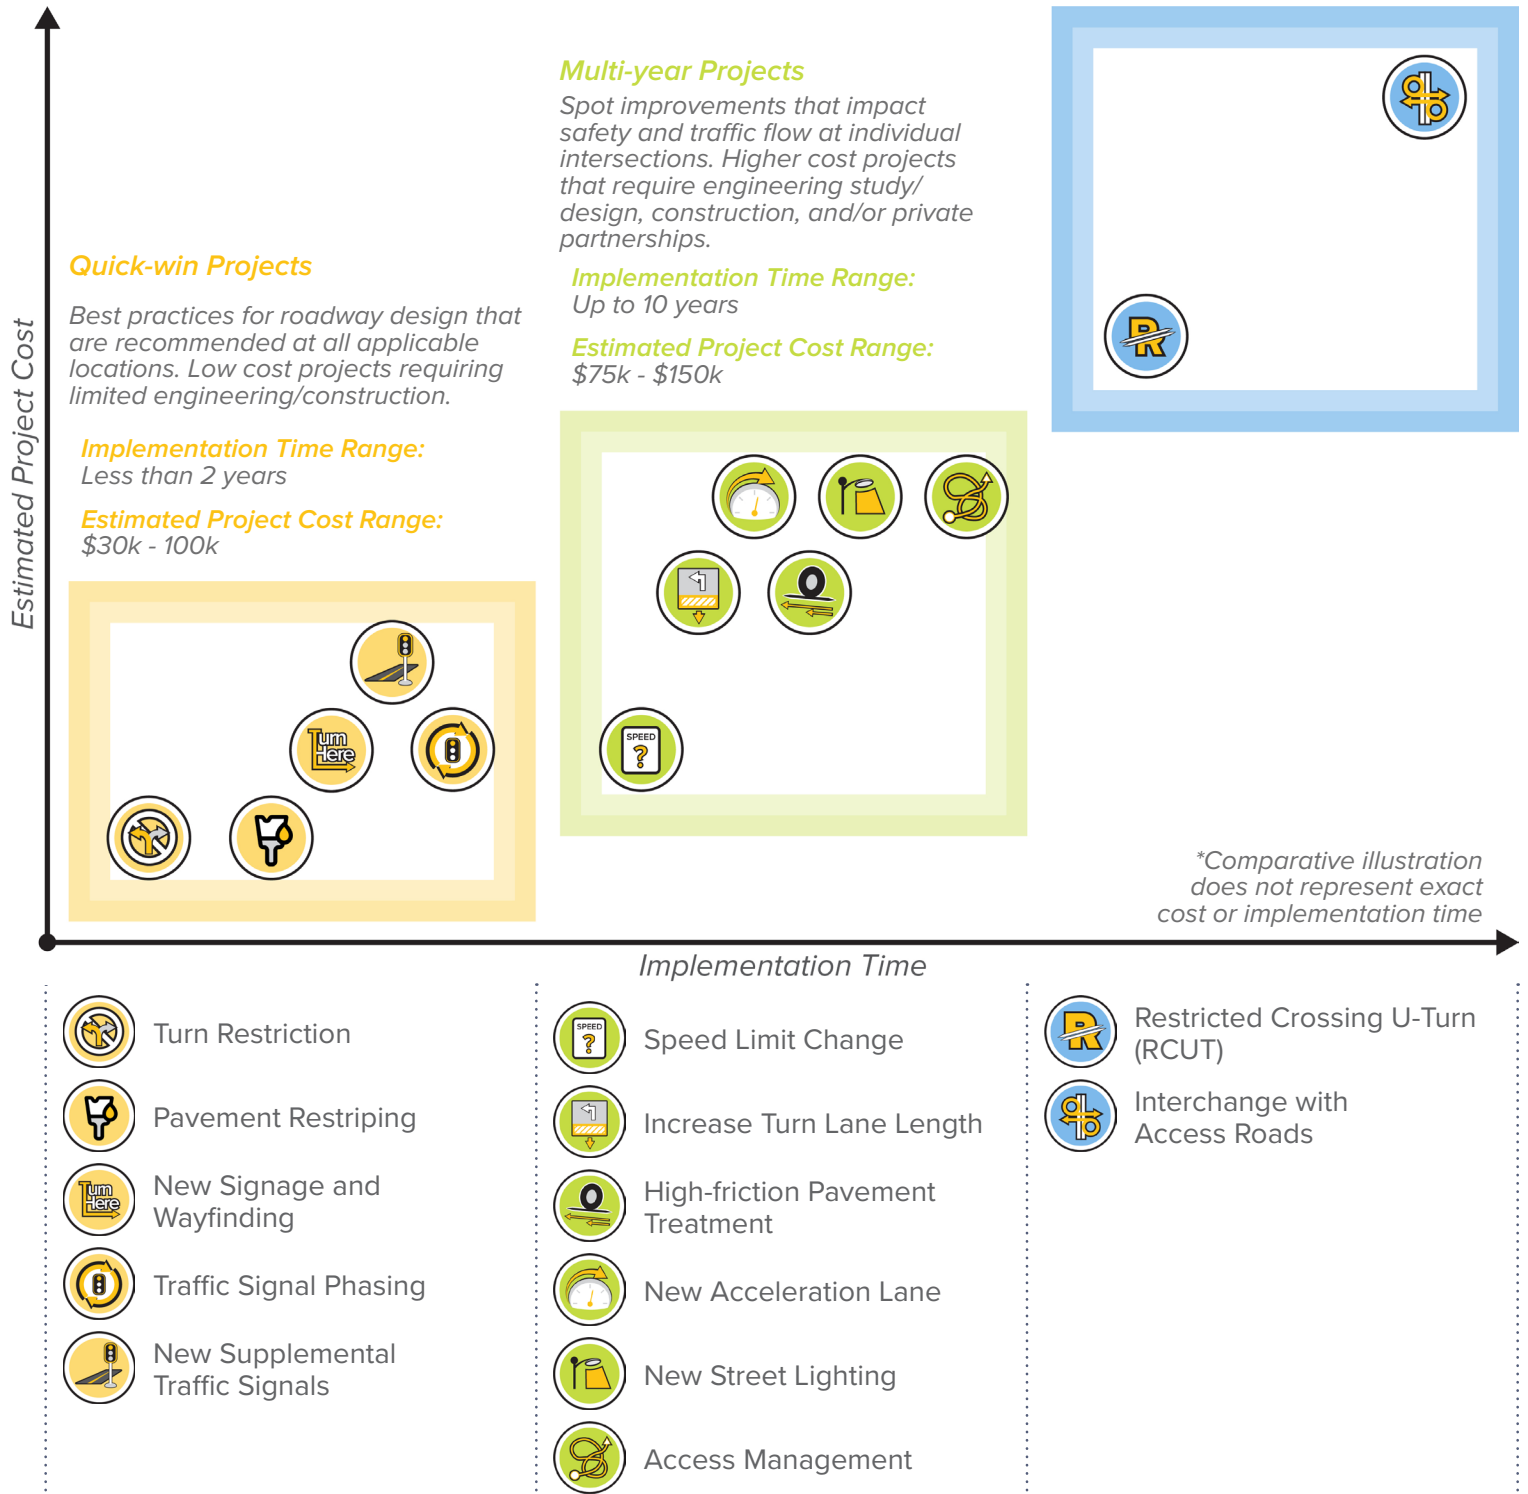 Estimated Project Cost
Quick-win Projects
Best practices for roadway design that
are recommended at all applicable
locations. Low cost projects requiring
limited engineering/construction.
Implementation Time Range:
Less than 2 years
Estimated Project Cost Range:
$30k - 100k
Turn
Here
Multi-year Projects
Spot improvements that impact
safety and traffic flow at individual
intersections. Higher cost projects
that require engineering study/
design, construction, and/or private
partnerships.
Implementation Time Range:
Up to 10 years
Estimated Project Cost Range:
$75k - $150k
SPEED
?
R
*Comparative illustration
does not represent exact
cost or implementation time
Implementation Time
Turn Restriction
Pavement Restriping
Turn
Here
New Signage and
Wayfinding
Traffic Signal Phasing
New Supplemental
Traffic Signals
SPEED
?
Speed Limit Change
Increase Turn Lane Length
High-friction Pavement
Treatment
New Acceleration Lane
New Street Lighting
Access Management
R
Restricted Crossing U-Turn
(RCUT)
Interchange with
Access Roads